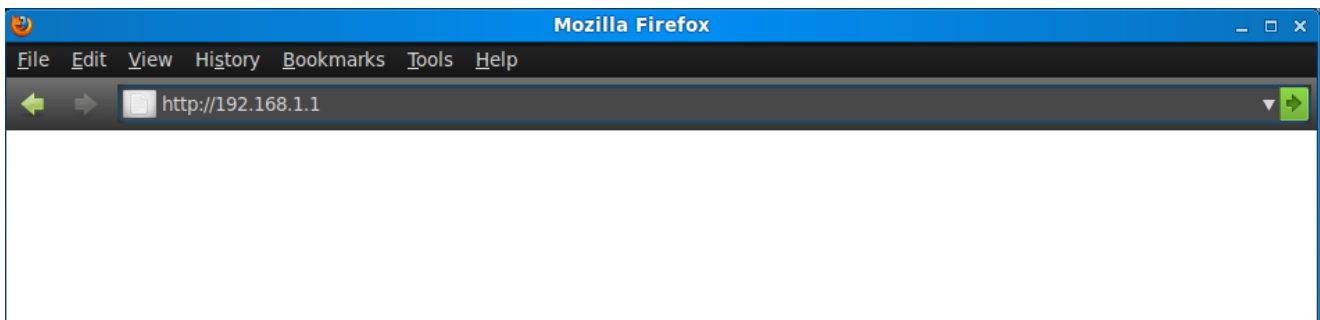 Mozilla Firefox
File Edit View History Bookmarks Tools Help
http://192.168.1.1